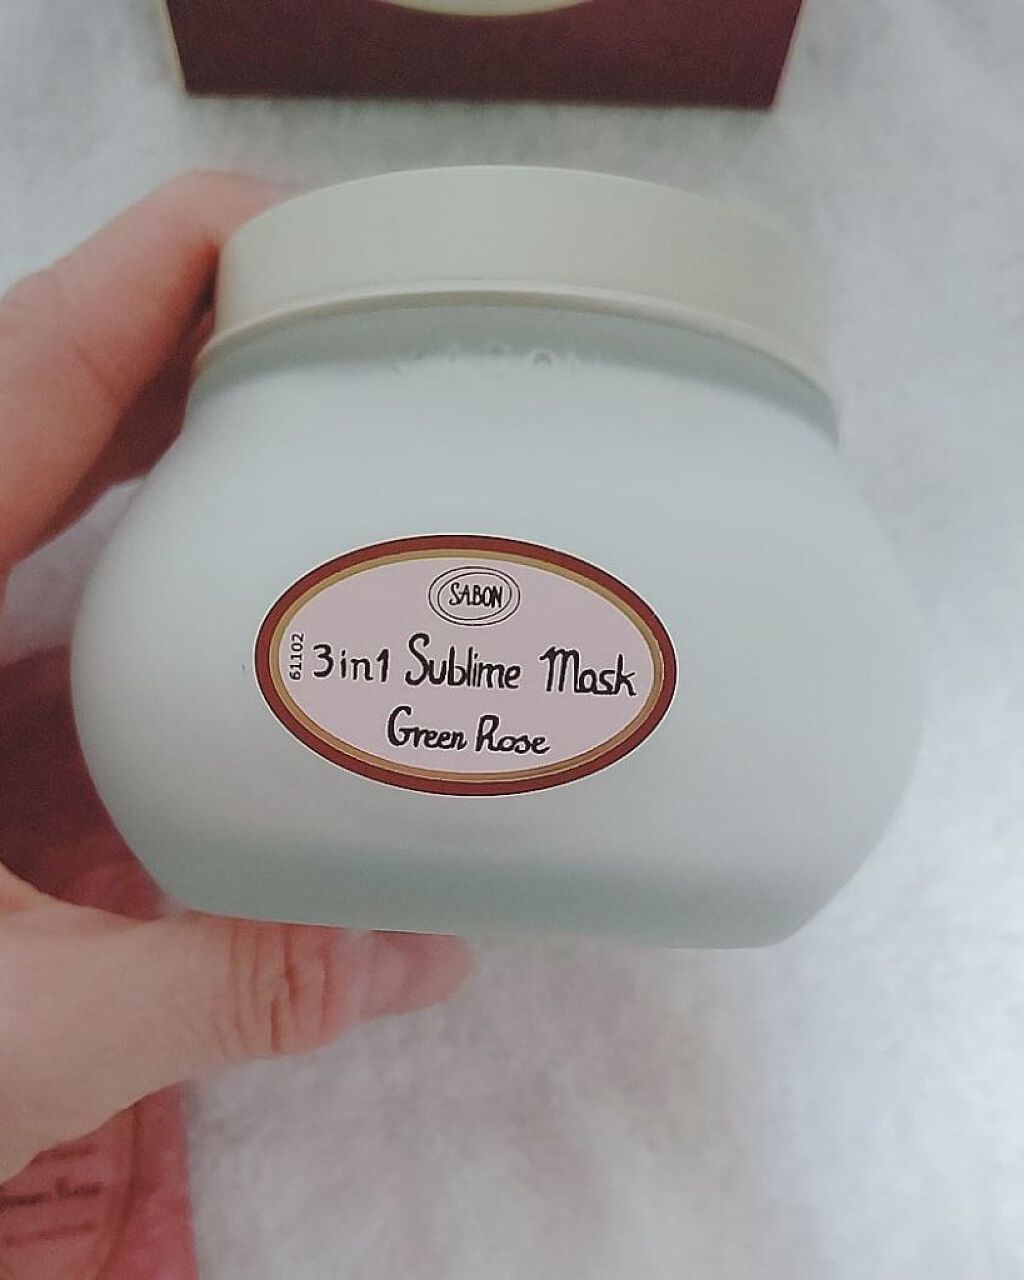 SABON
61102
3in1 Sublime Mask
Green Rose